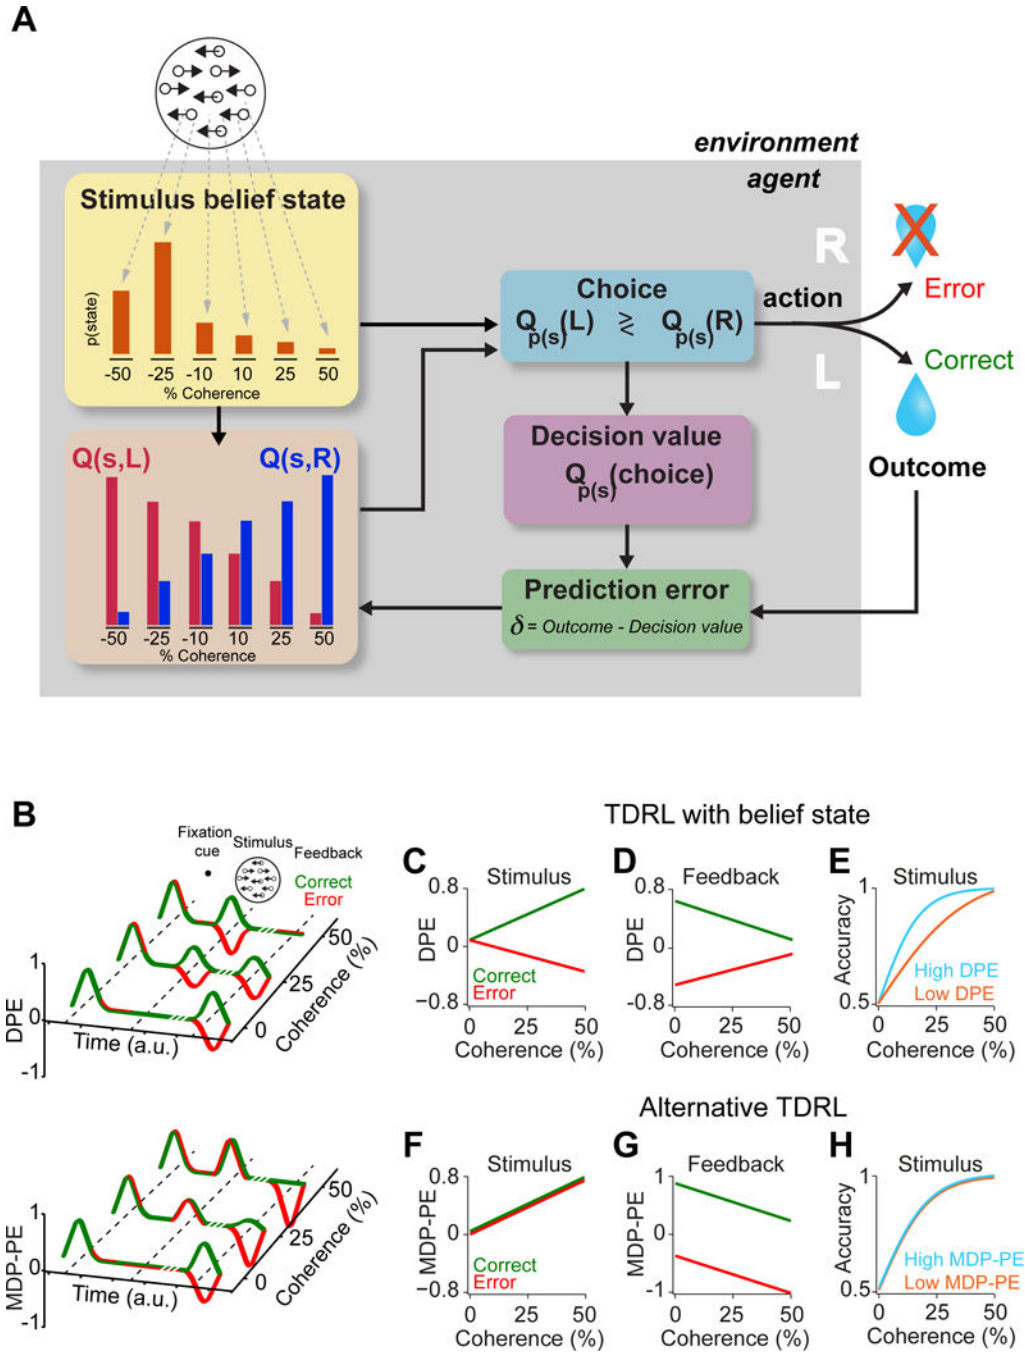 A
environment
agent
Stimulus belief state
p(state)
-50 -25 -10 10 25 50
% Coherence
Q(s,L) Q(s,R)
-50 -25 -10 10 25 50
% Coherence
Choice
Qp(s)(L) ≷ Qp(s)(R)
Decision value
Qp(s)(choice)
Prediction error
δ = Outcome - Decision value
action
R
L
Error
Correct
Outcome
B
Fixation
cue
Stimulus
Feedback
Correct
Error
DPE
1
0
-1
Time (a.u.)
0
25
50
Coherence (%)
MDP-PE
1
0
-1
Time (a.u.)
0
25
50
Coherence (%)
TDRL with belief state
C
Stimulus
DPE
0.8
0
−0.8
Correct
Error
0 25 50
Coherence (%)
D
Feedback
DPE
0.8
0
-0.8
0 25 50
Coherence (%)
E
Stimulus
Accuracy
1
0.5
High DPE
Low DPE
0 25 50
Coherence (%)
Alternative TDRL
F
Stimulus
MDP-PE
0.8
0
−0.8
Correct
Error
0 25 50
Coherence (%)
G
Feedback
MDP-PE
1
0
-1
0 25 50
Coherence (%)
H
Stimulus
Accuracy
1
0.5
High MDP-PE
Low MDP-PE
0 25 50
Coherence (%)